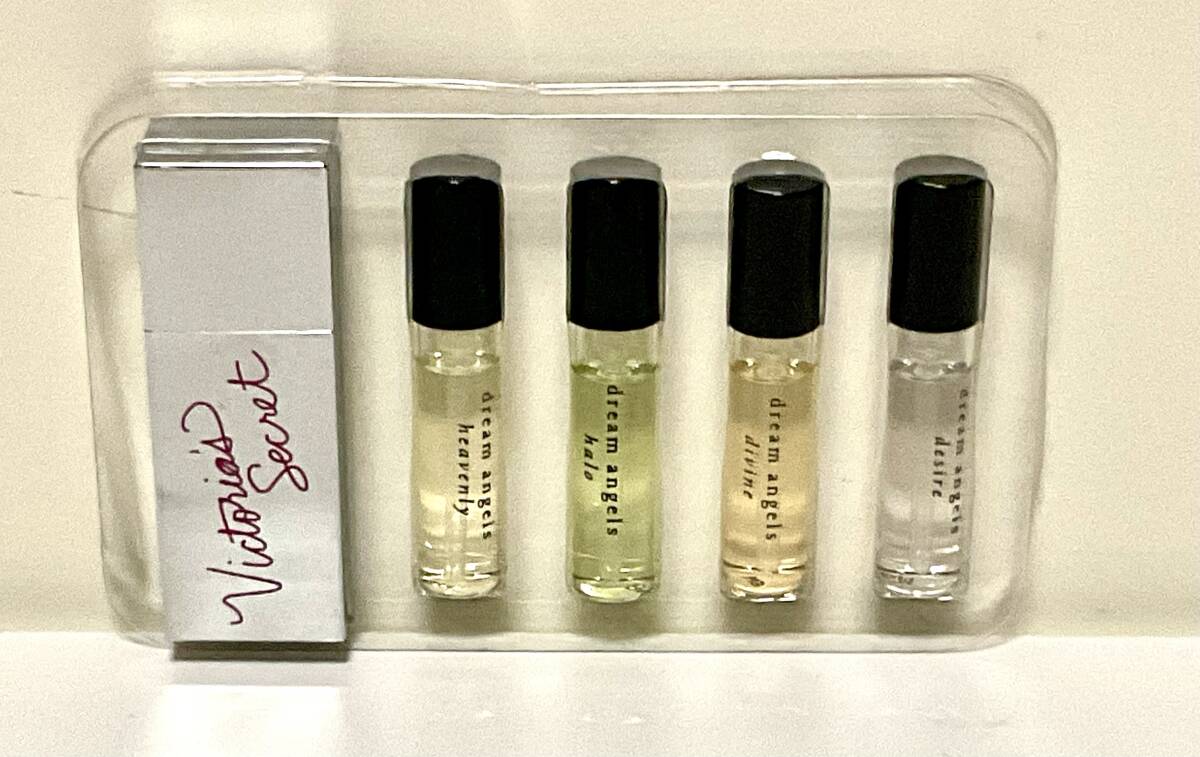 Victoria's
Secret
dream angels
heavenly
dream angels
halo
dream angels
divine
dream angels
desire